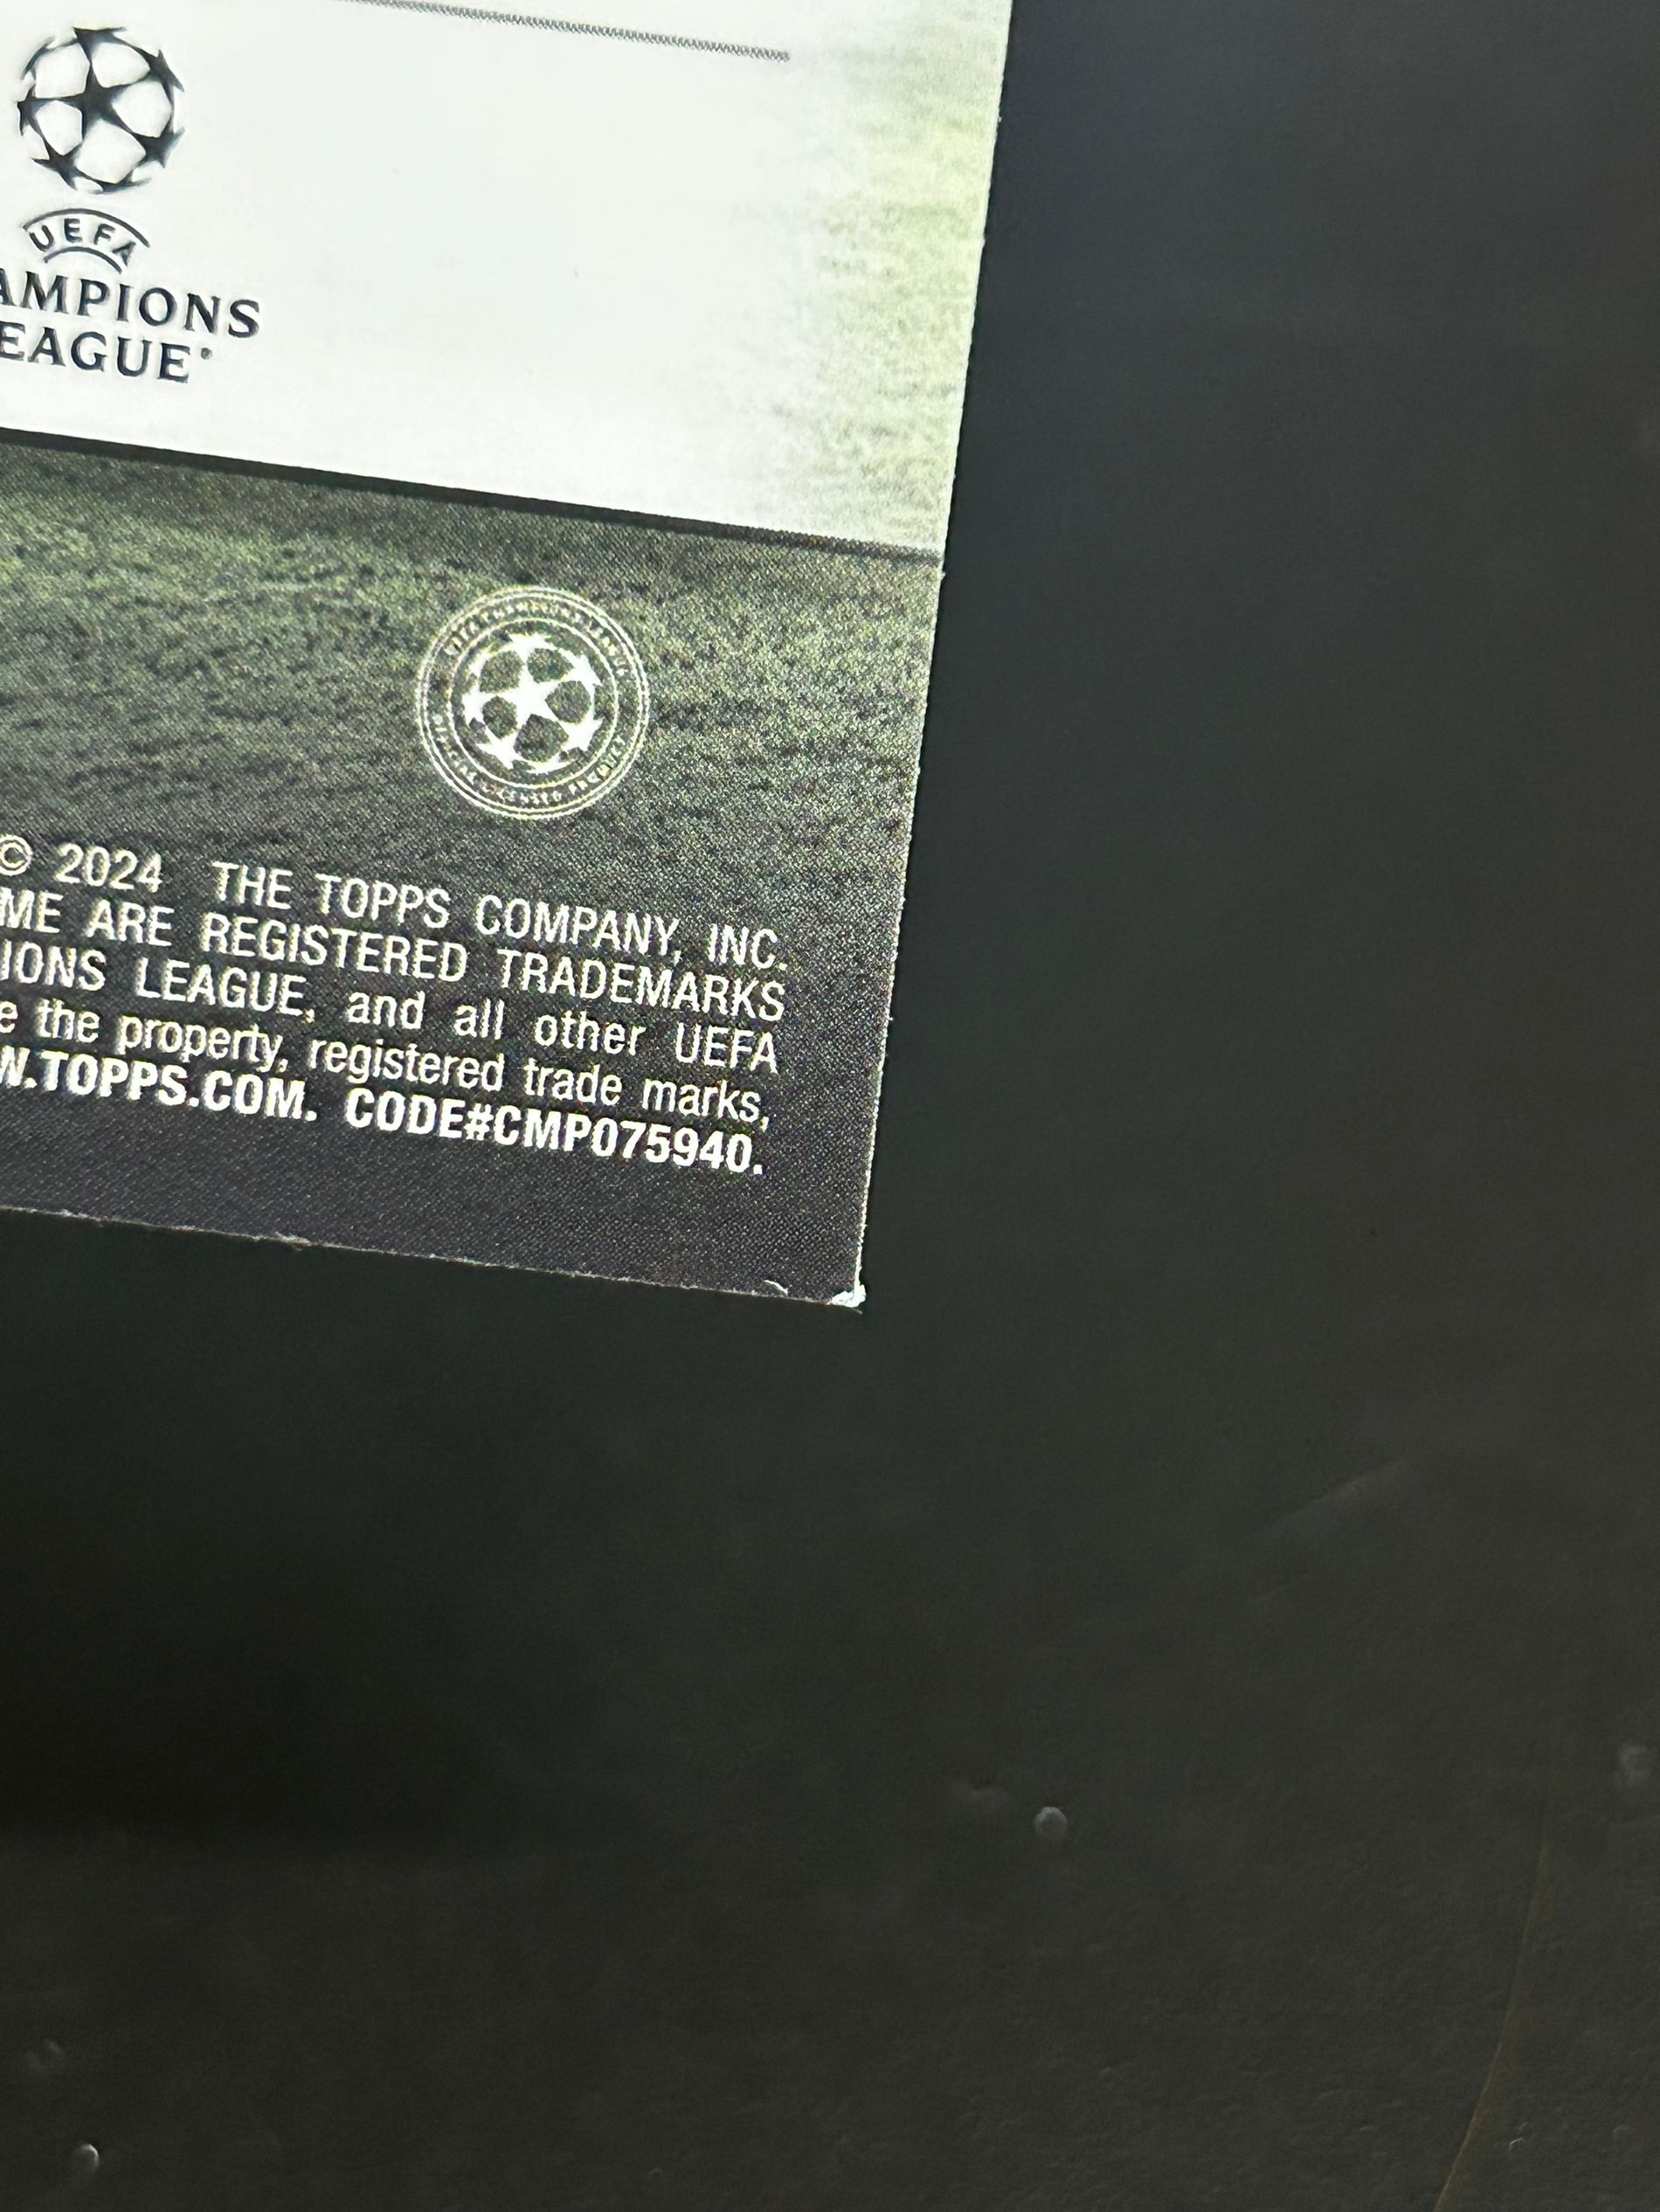 UEFA
AMPIONS
EAGUE®
© 2024 THE TOPPS COMPANY, INC.
ME ARE REGISTERED TRADEMARKS
IONS LEAGUE, and all other UEFA
e the property, registered trade marks,
W.TOPPS.COM. CODE#CMP075940.